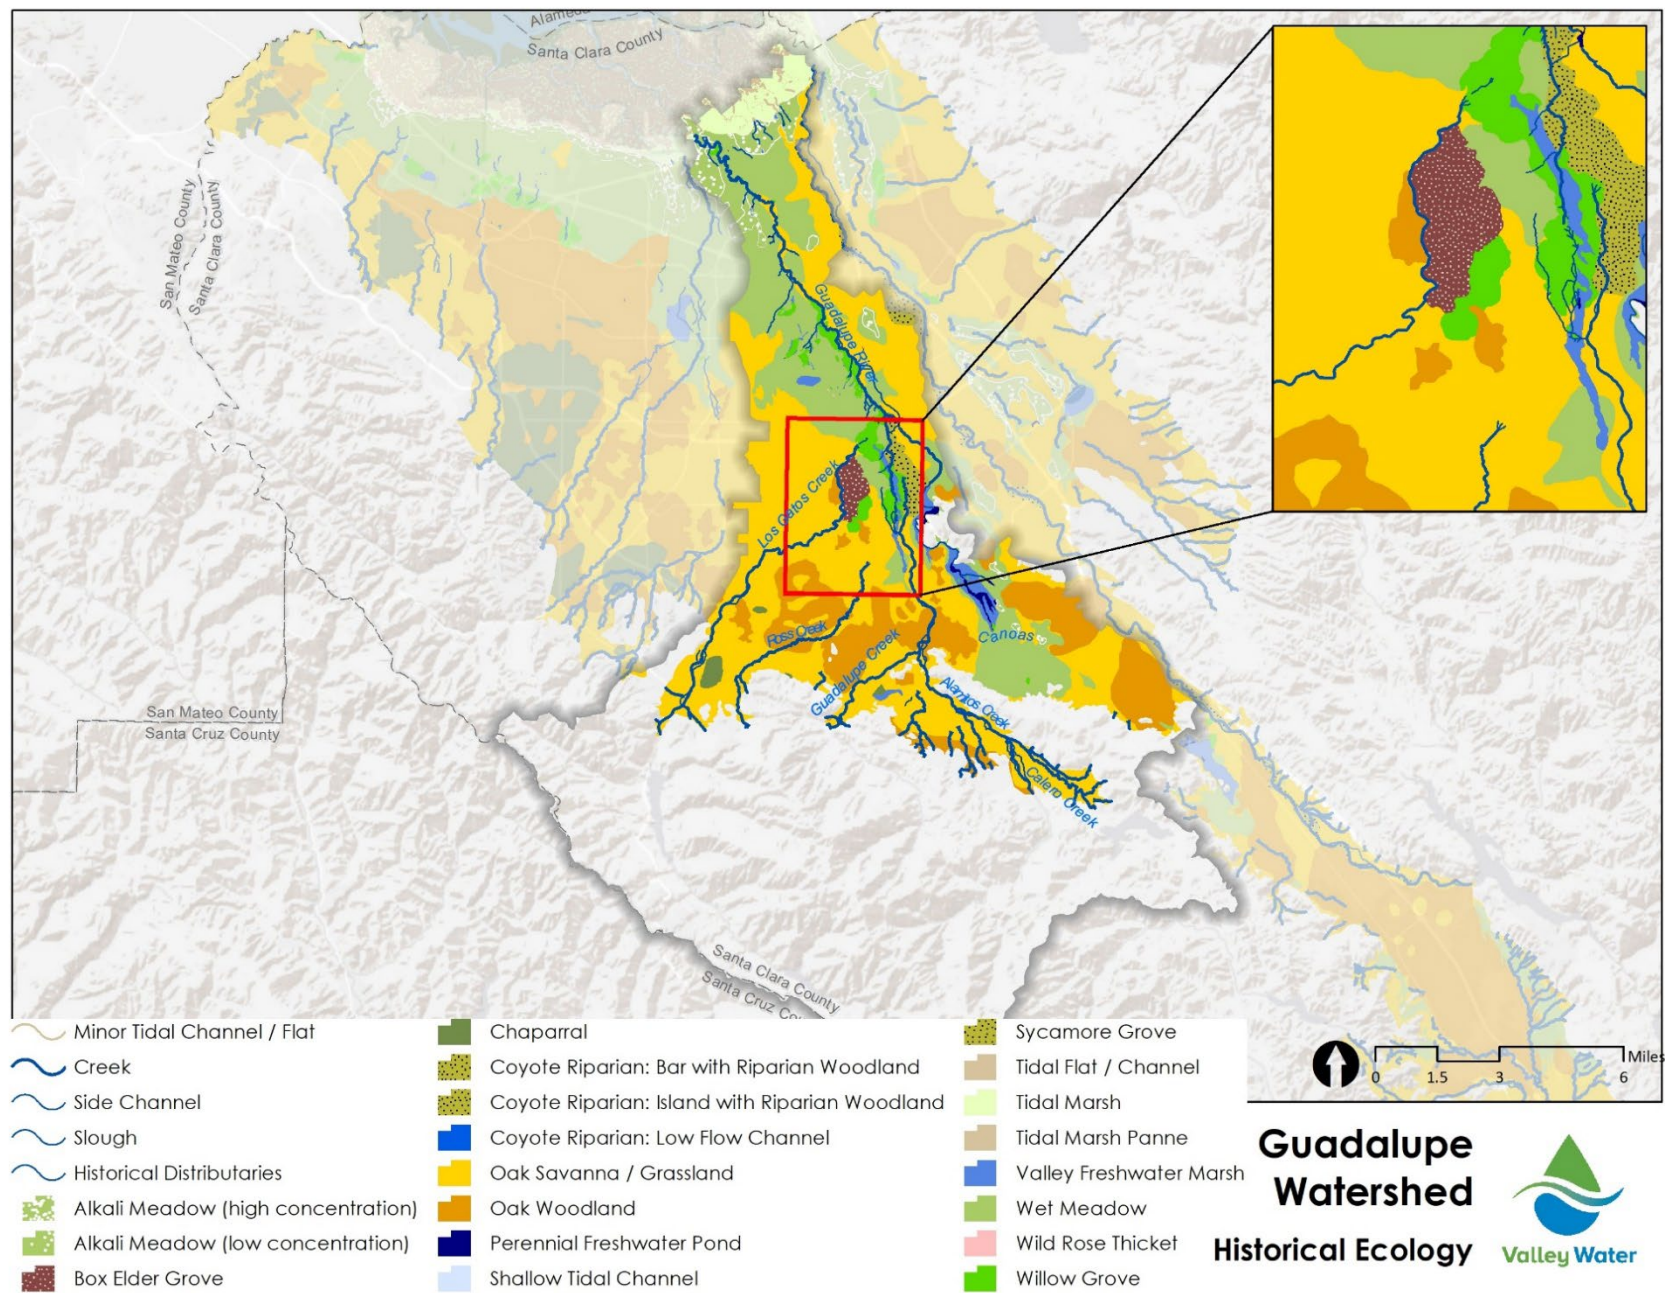 Alameda
Santa Clara County
San Mateo County
Santa Clara County
Guadalupe River
Los Gatos Creek
Ross Creek
Guadalupe Creek
Canoas
Alamitos Creek
Calero Creek
San Mateo County
Santa Cruz County
Santa Clara County
Santa Cruz Cou
Minor Tidal Channel / Flat
Creek
Side Channel
Slough
Historical Distributaries
Alkali Meadow (high concentration)
Alkali Meadow (low concentration)
Box Elder Grove
Chaparral
Coyote Riparian: Bar with Riparian Woodland
Coyote Riparian: Island with Riparian Woodland
Coyote Riparian: Low Flow Channel
Oak Savanna / Grassland
Oak Woodland
Perennial Freshwater Pond
Shallow Tidal Channel
Sycamore Grove
Tidal Flat / Channel
Tidal Marsh
Tidal Marsh Panne
Valley Freshwater Marsh
Wet Meadow
Wild Rose Thicket
Willow Grove
Miles
0 1.5 3 6
Guadalupe
Watershed
Historical Ecology
Valley Water